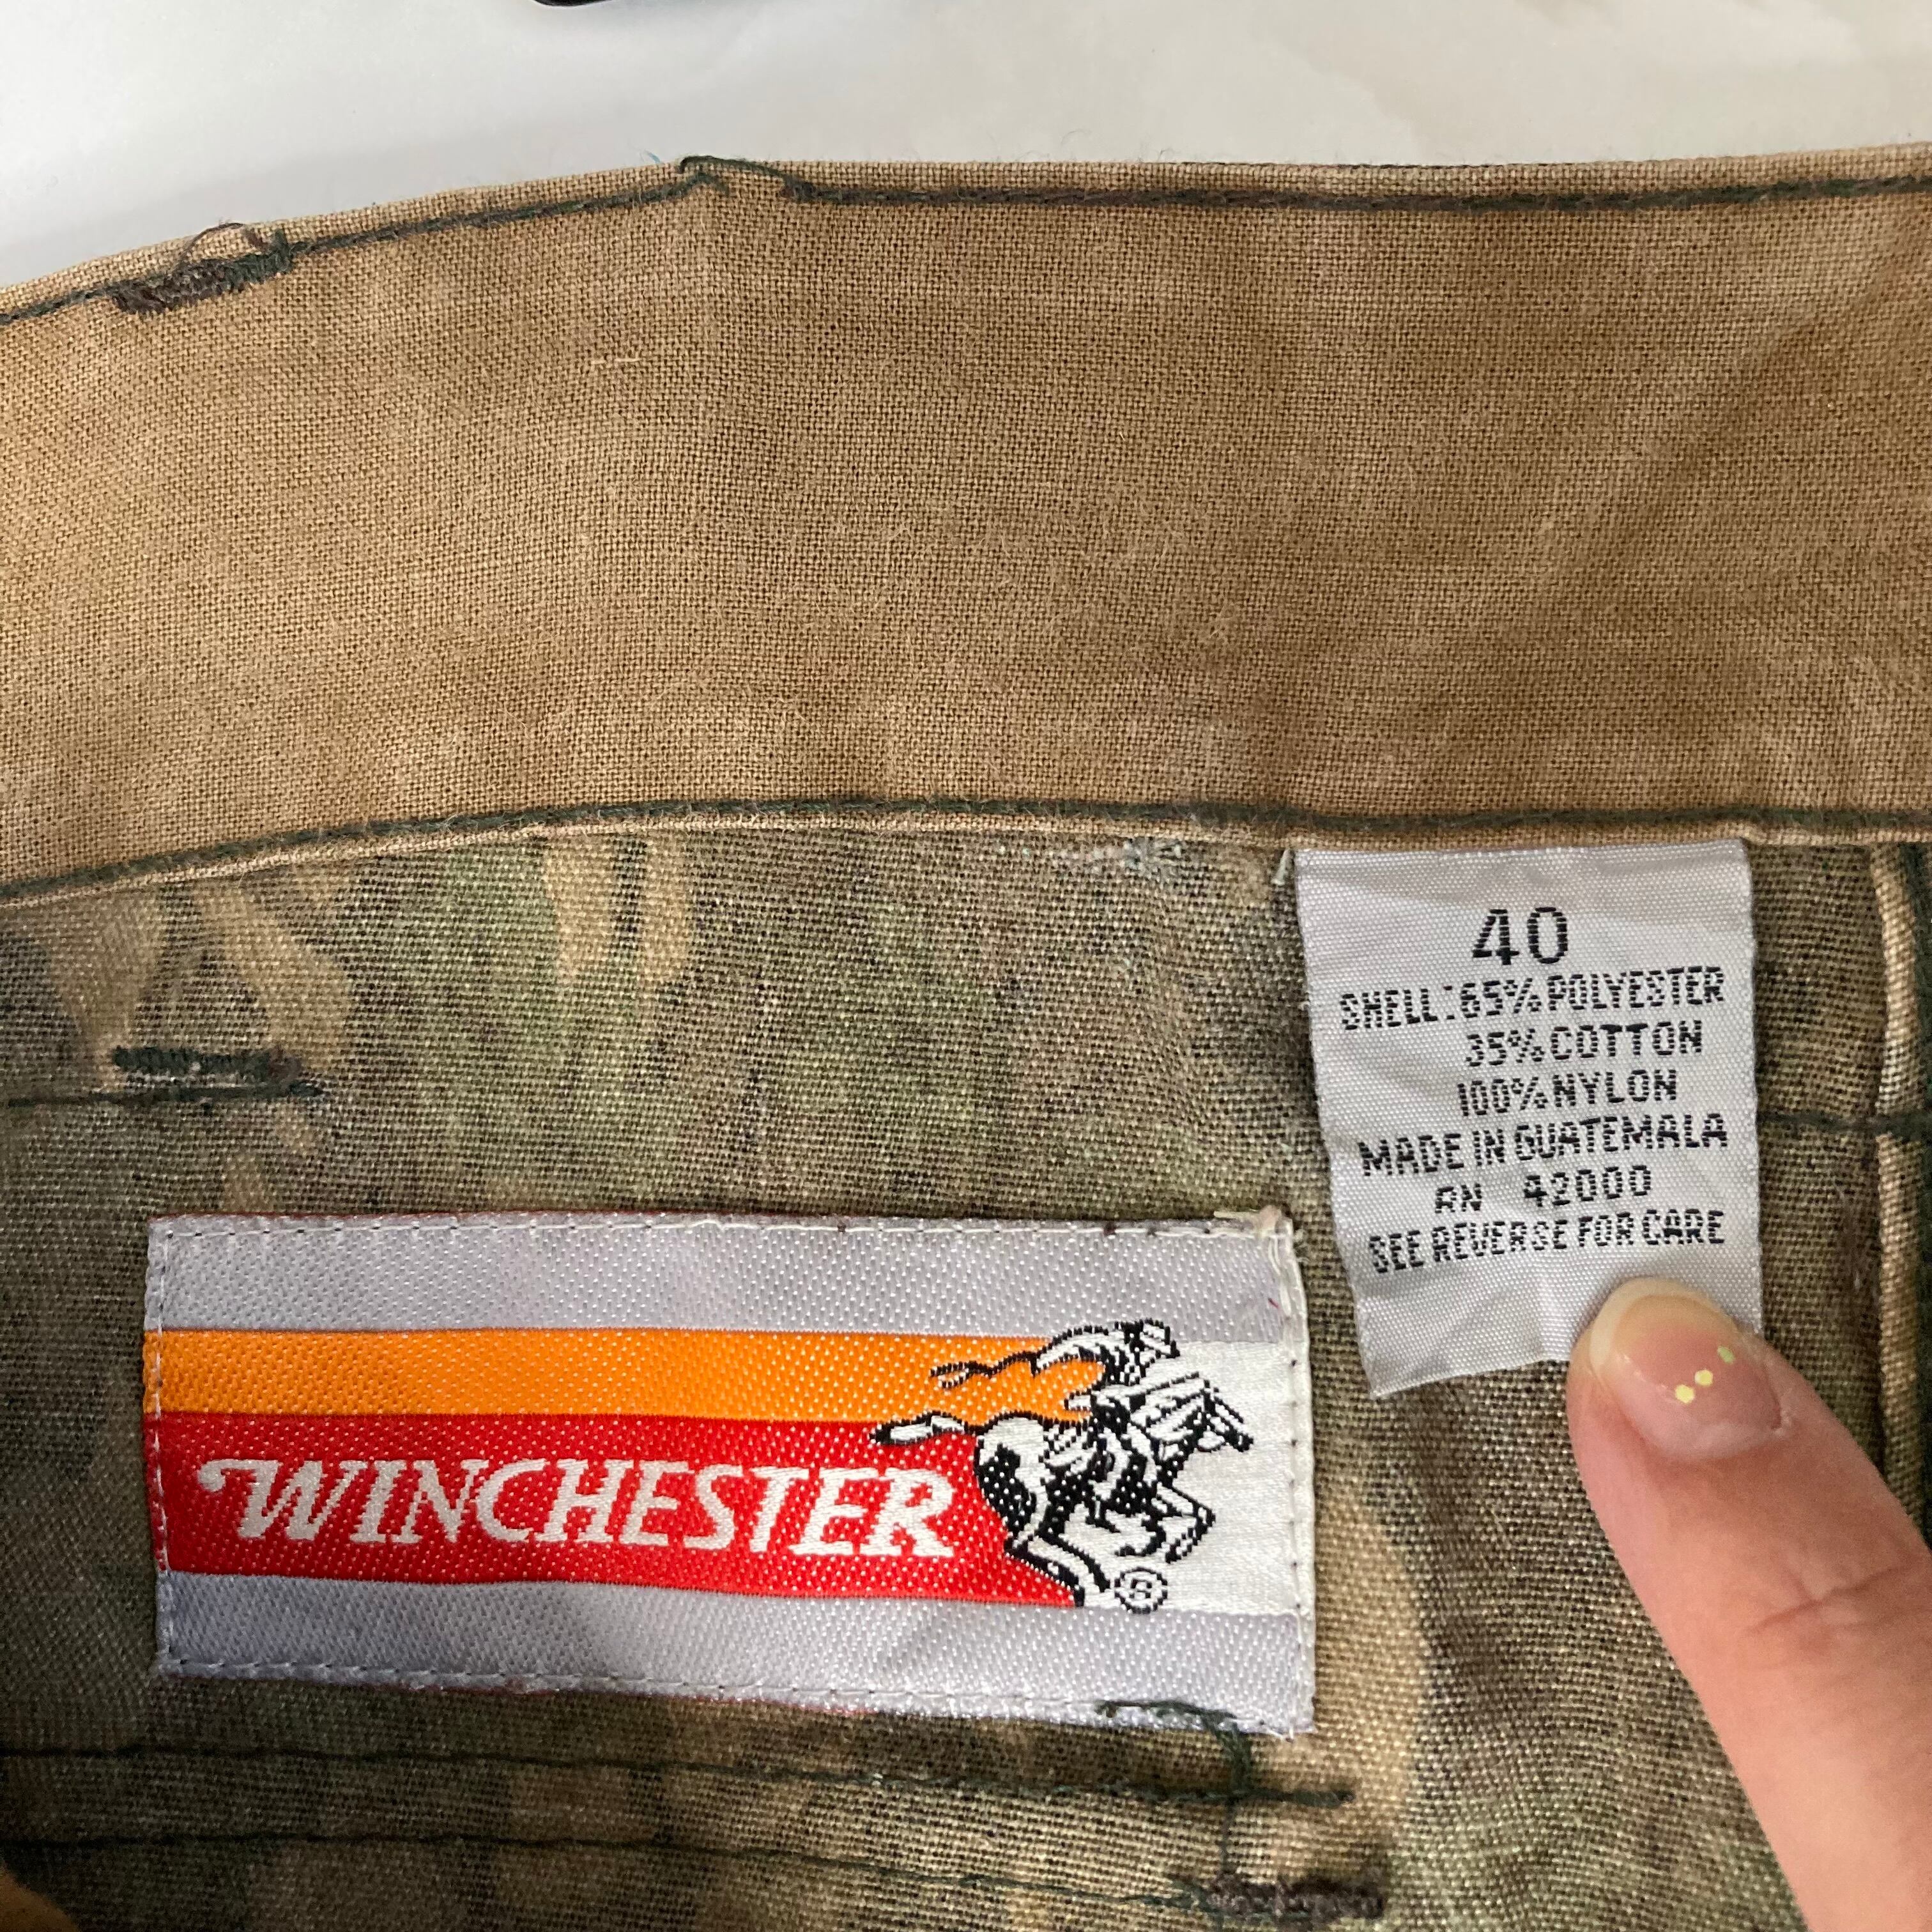 40
SHELL:65% POLYESTER
35% COTTON
100% NYLON
MADE IN GUATEMALA
RN 42000
SEE REVERSE FOR CARE
WINCHESTER
®